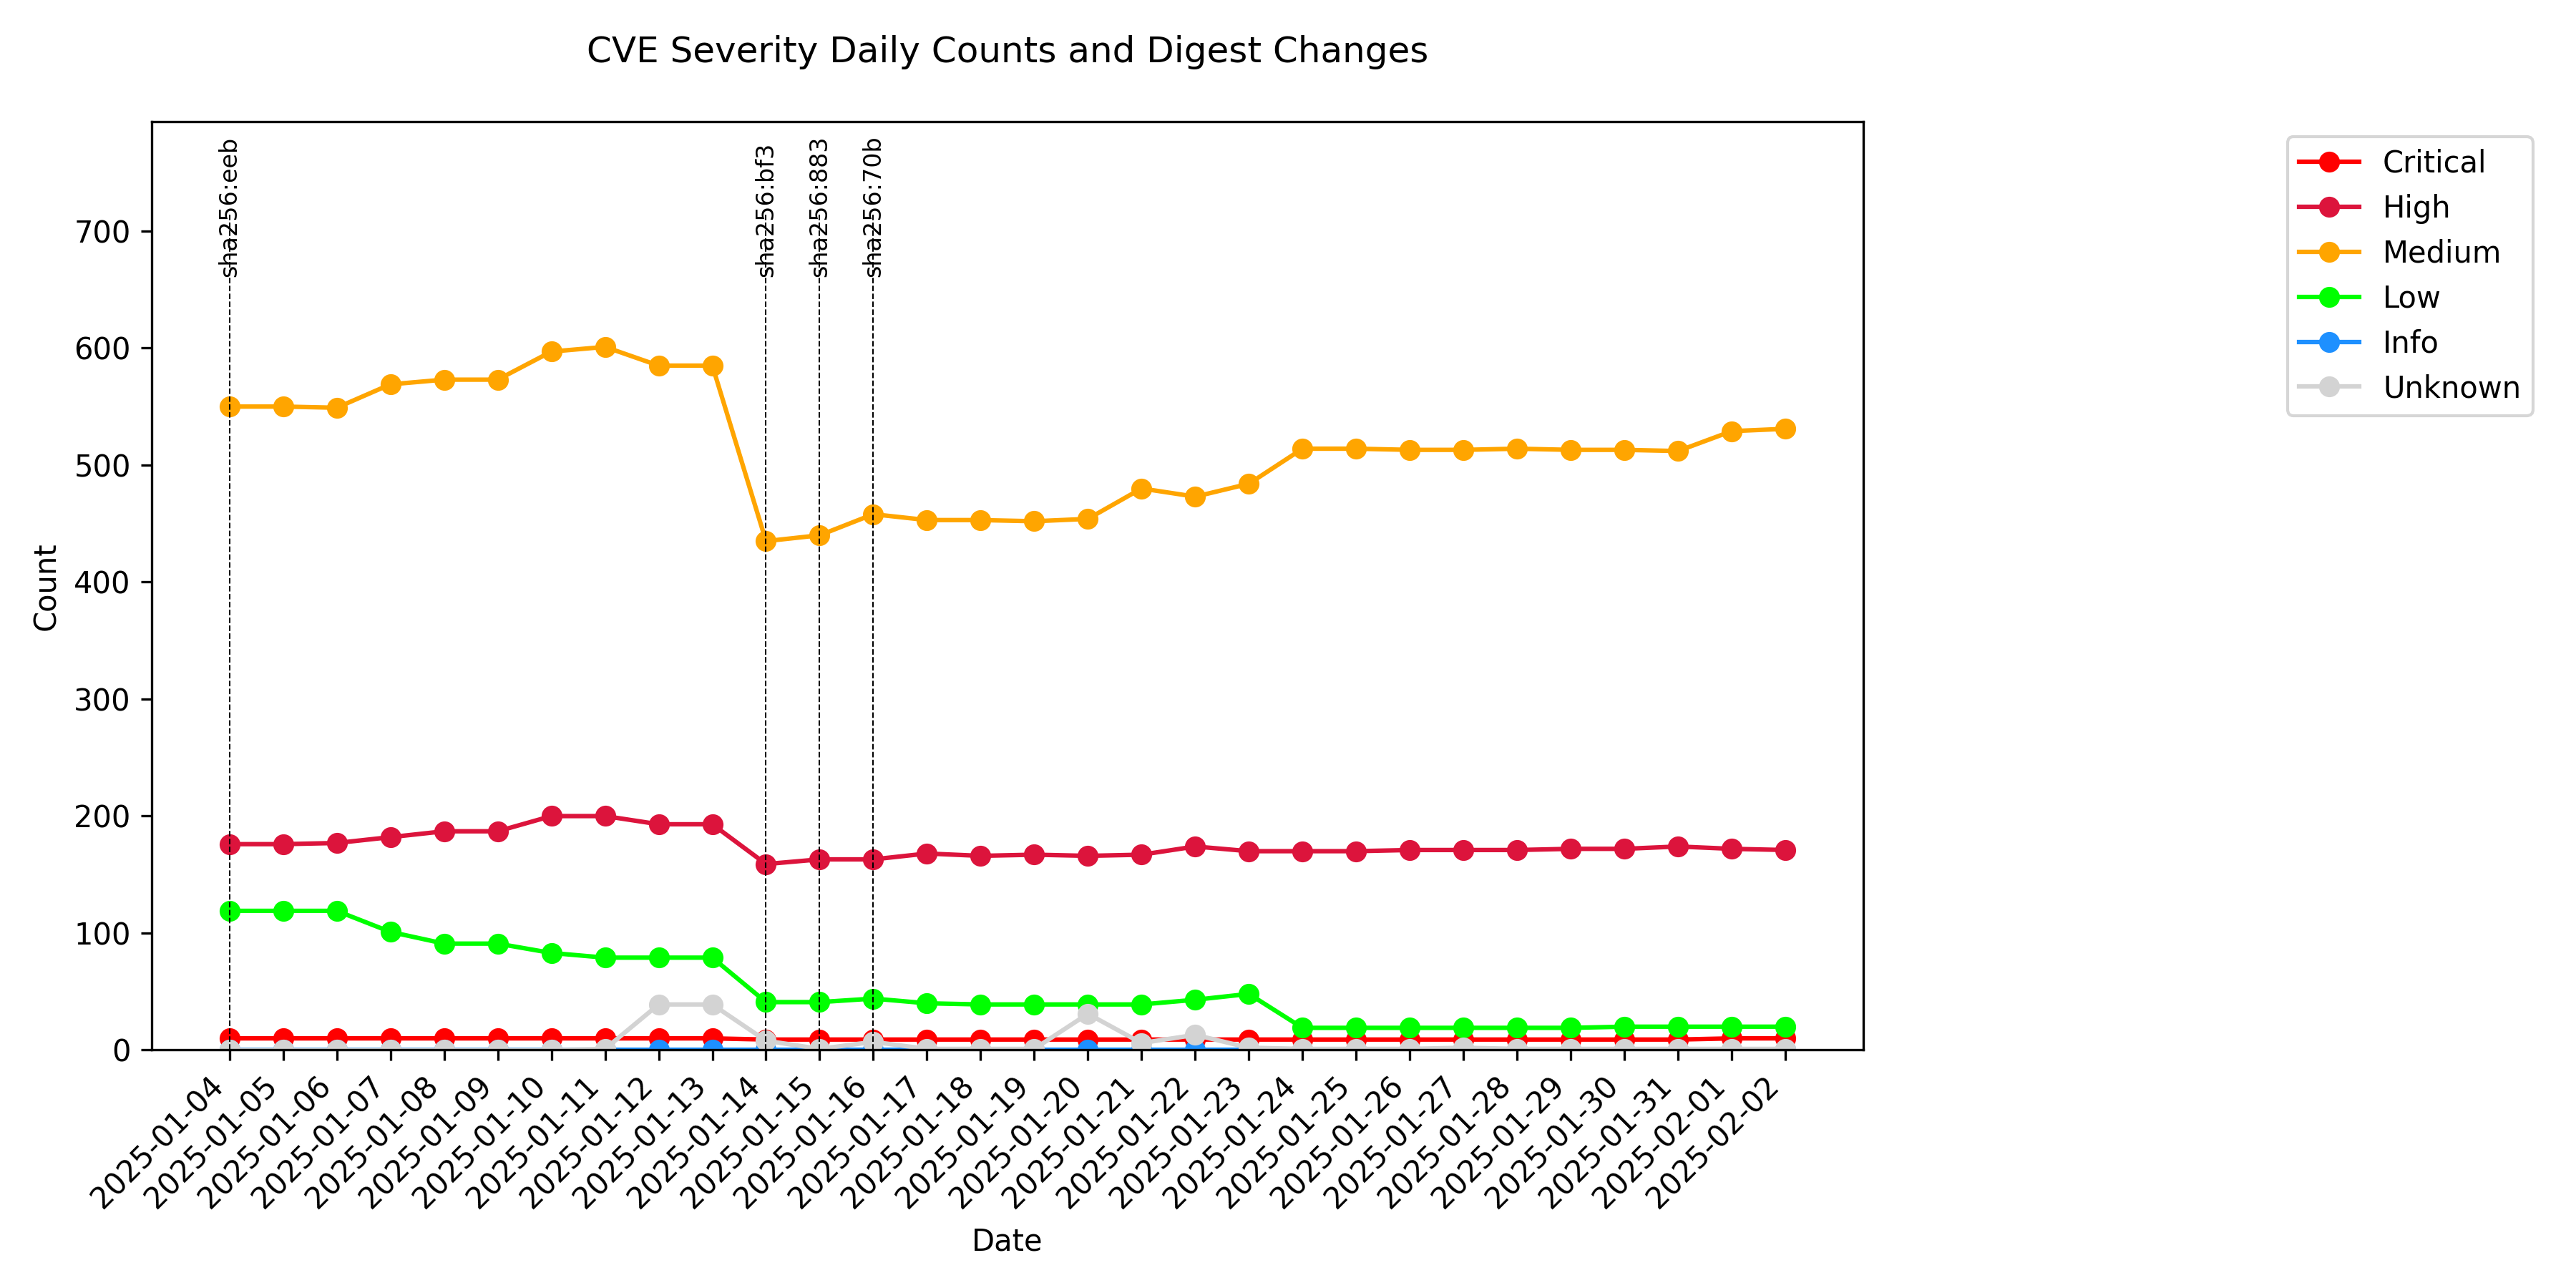 CVE Severity Daily Counts and Digest Changes
sha256:eeb
sha256:bf3
sha256:883
sha256:70b
Critical
High
Medium
Low
Info
Unknown
Count
700
600
500
400
300
200
100
0
2025-01-04
2025-01-05
2025-01-06
2025-01-07
2025-01-08
2025-01-09
2025-01-10
2025-01-11
2025-01-12
2025-01-13
2025-01-14
2025-01-15
2025-01-16
2025-01-17
2025-01-18
2025-01-19
2025-01-20
2025-01-21
2025-01-22
2025-01-23
2025-01-24
2025-01-25
2025-01-26
2025-01-27
2025-01-28
2025-01-29
2025-01-30
2025-01-31
2025-02-01
2025-02-02
Date